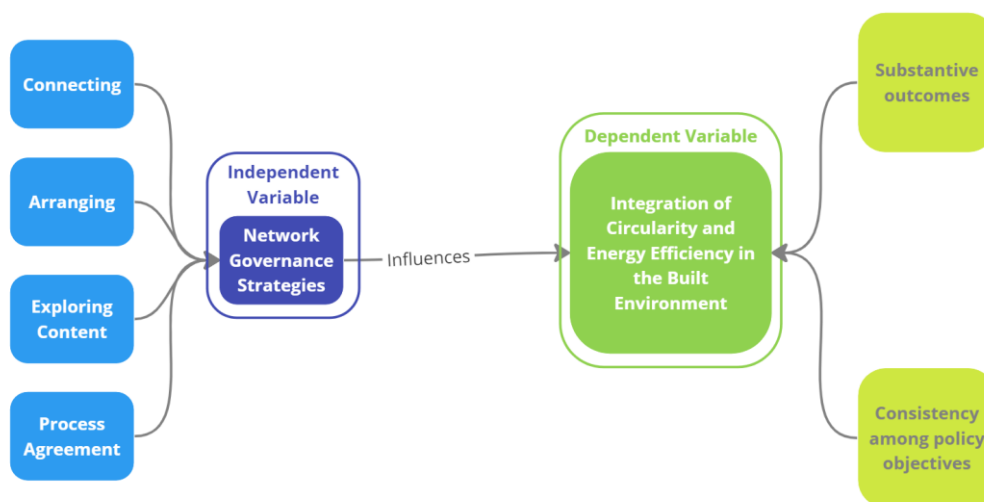 Connecting
Arranging
Exploring
Content
Process
Agreement
Independent
Variable
Network
Governance
Strategies
Influences
Dependent Variable
Integration of
Circularity and
Energy Efficiency in
the Built
Environment
Substantive
outcomes
Consistency
among policy
objectives